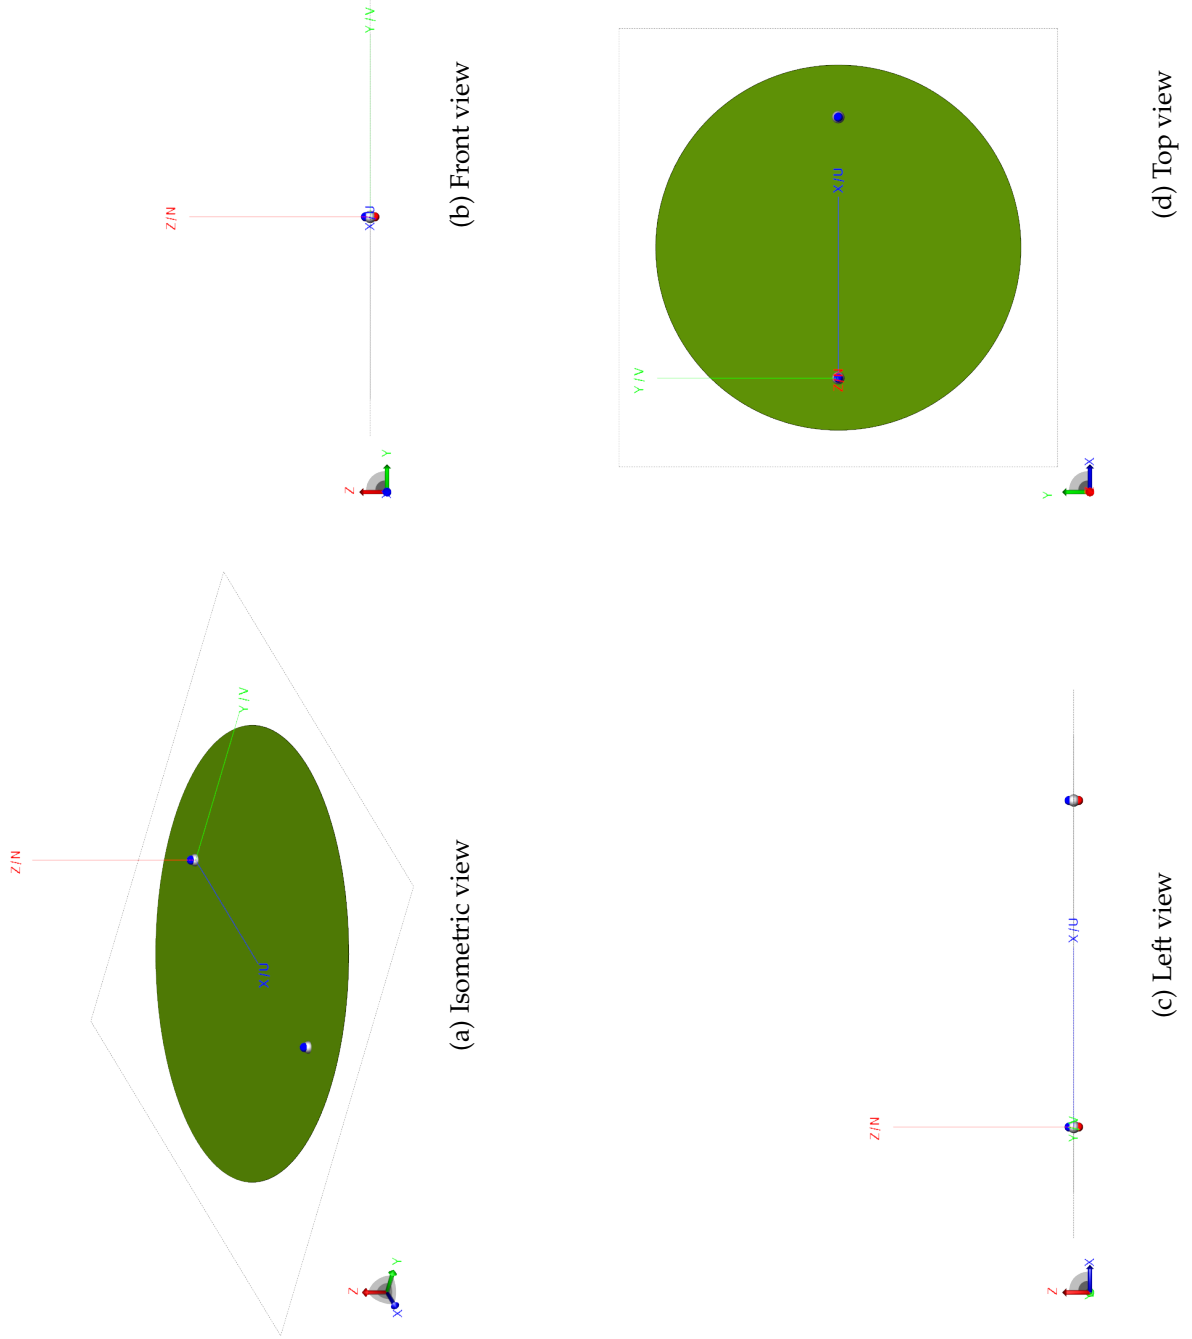 Z/N
Y/V
X/U
Z
Y
X
(a) Isometric view
Z/N
Y/V
X/U
Z
Y
(b) Front view
Z/N
X/U
Z
X
(c) Left view
Y/V
X/U
Y
X
(d) Top view